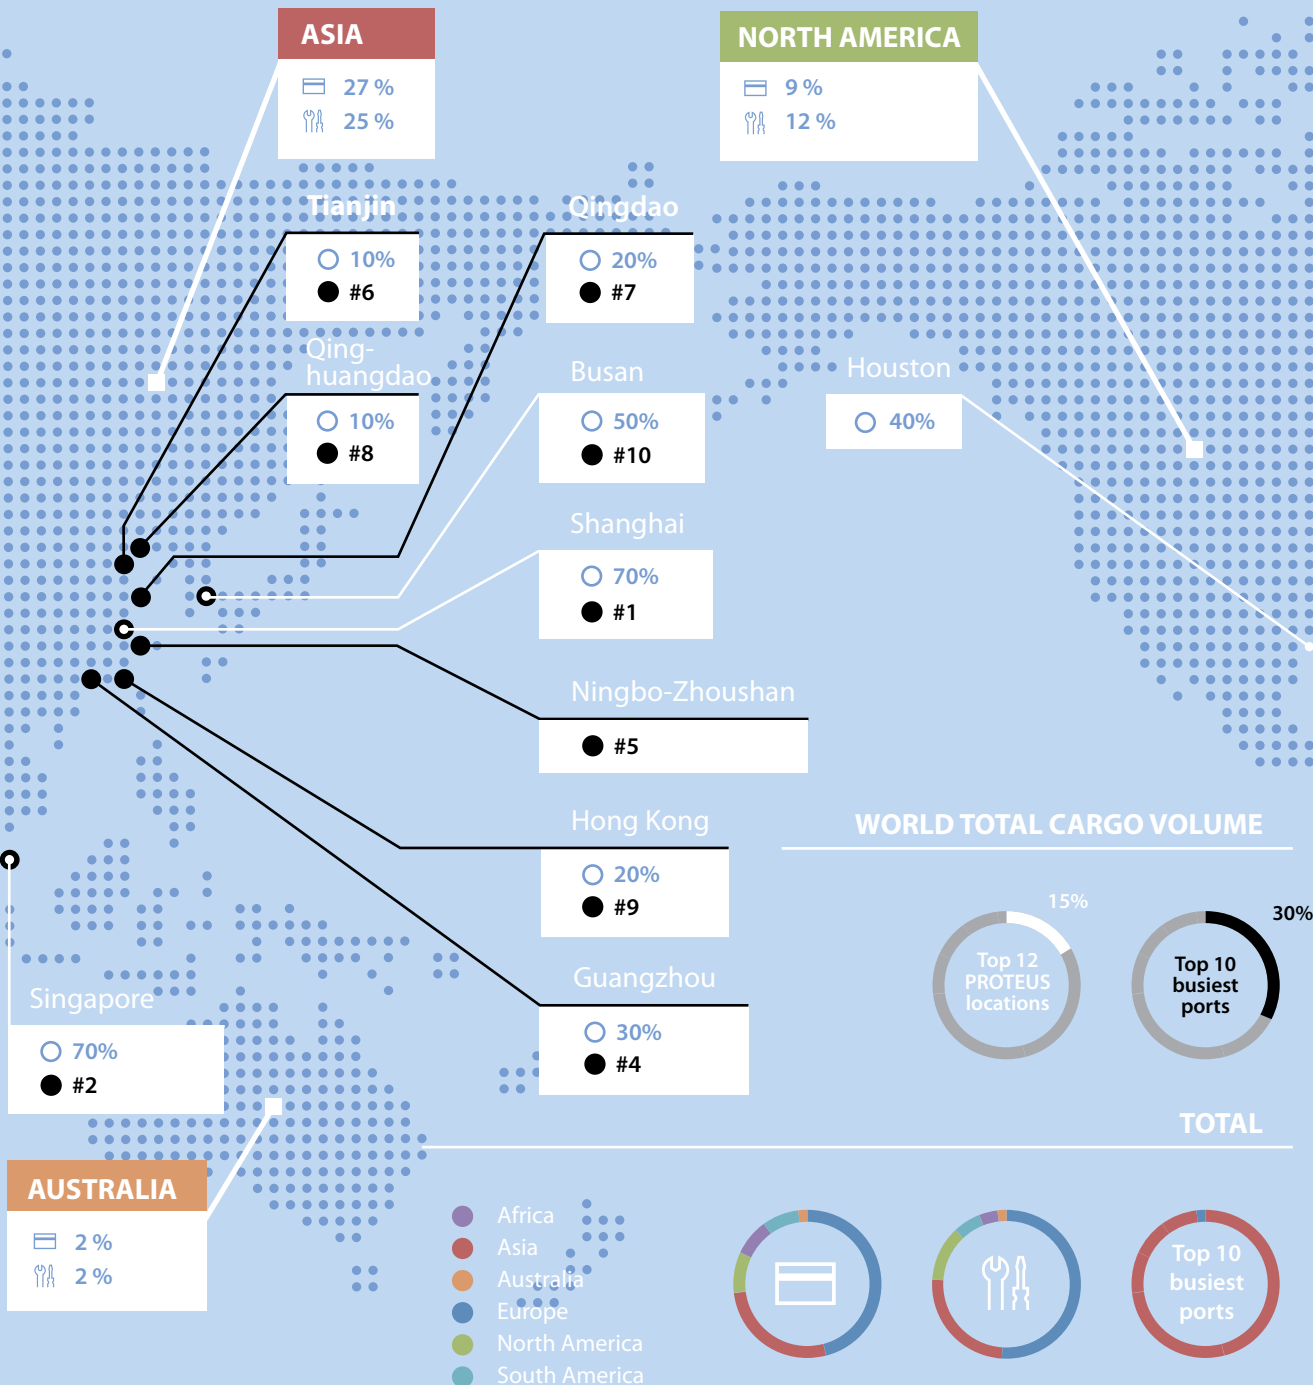 ASIA
27 %
25 %
NORTH AMERICA
9 %
12 %
Tianjin
10%
#6
Qingdao
20%
#7
Qing-
huangdao
10%
#8
Busan
50%
#10
Houston
40%
Shanghai
70%
#1
Ningbo-Zhoushan
#5
Hong Kong
20%
#9
Guangzhou
30%
#4
Singapore
70%
#2
AUSTRALIA
2 %
2 %
WORLD TOTAL CARGO VOLUME
15%
Top 12
PROTEUS
locations
30%
Top 10
busiest
ports
TOTAL
Africa
Asia
Australia
Europe
North America
South America
Top 10
busiest
ports